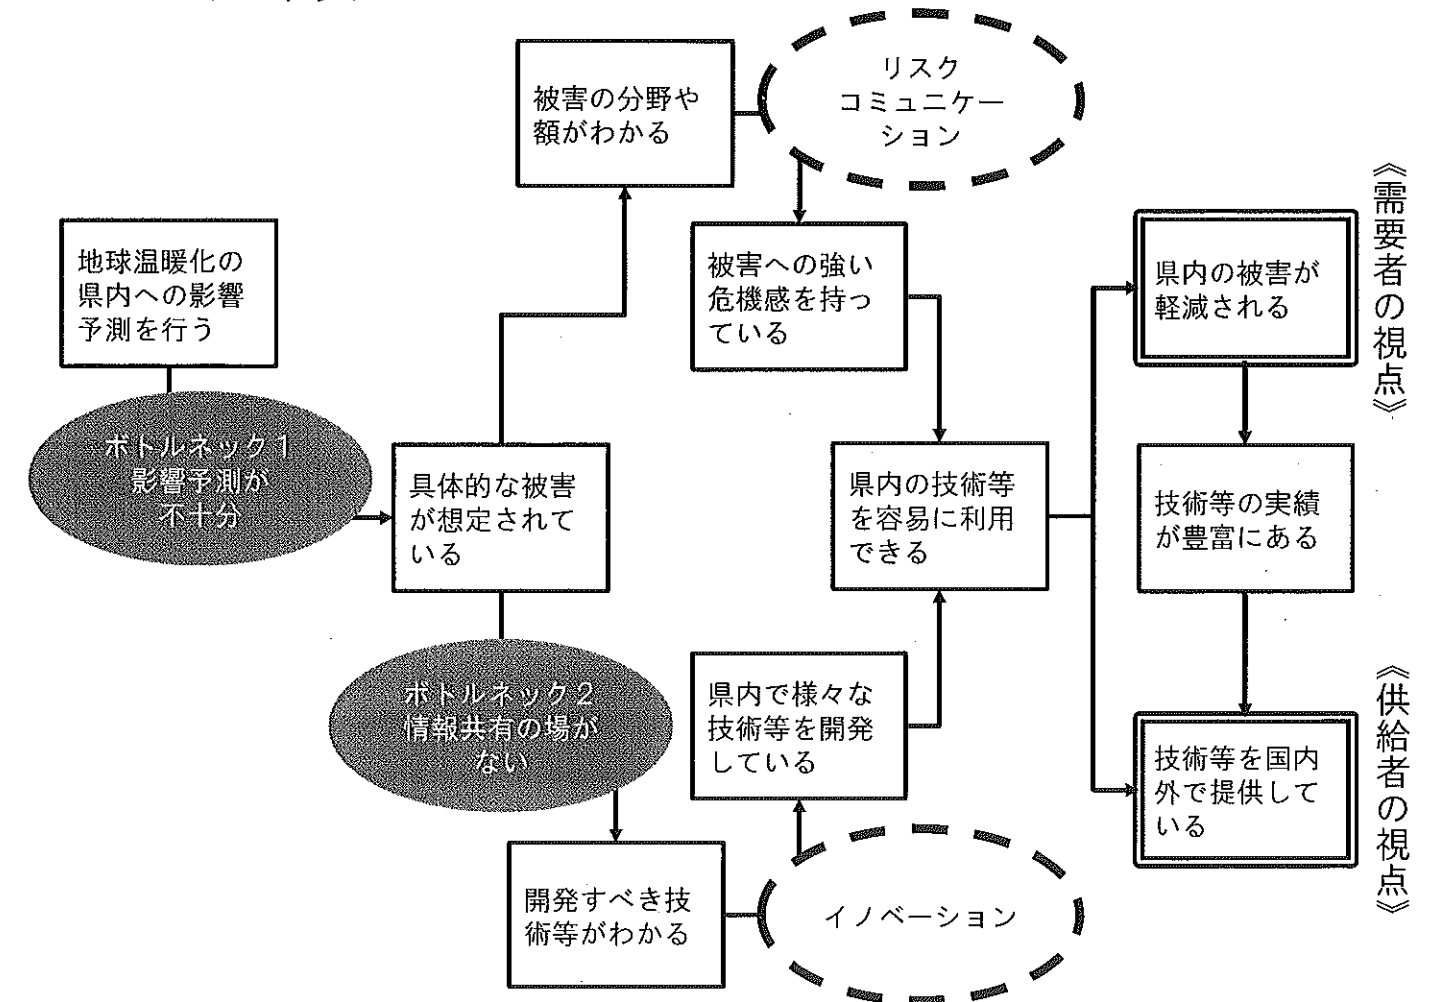 被害の分野や
額がわかる
リスク
コミュニケー
ション
地球温暖化の
県内への影響
予測を行う
被害への強い
危機感を持っ
ている
県内の被害が
軽減される
《需要者の視点》
ボトルネック1
影響予測が
不十分
具体的な被害
が想定されて
いる
県内の技術等
を容易に利用
できる
技術等の実績
が豊富にある
ボトルネック2
情報共有の場が
ない
県内で様々な
技術等を開発
している
技術等を国内
外で提供して
いる
《供給者の視点》
開発すべき技
術等がわかる
イノベーション